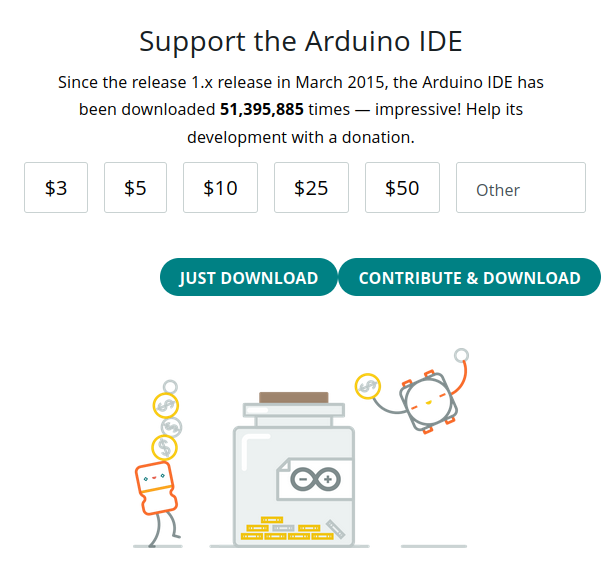 Support the Arduino IDE
Since the release 1.x release in March 2015, the Arduino IDE has
been downloaded 51,395,885 times — impressive! Help its
development with a donation.
$3 $5 $10 $25 $50 Other
JUST DOWNLOAD CONTRIBUTE & DOWNLOAD